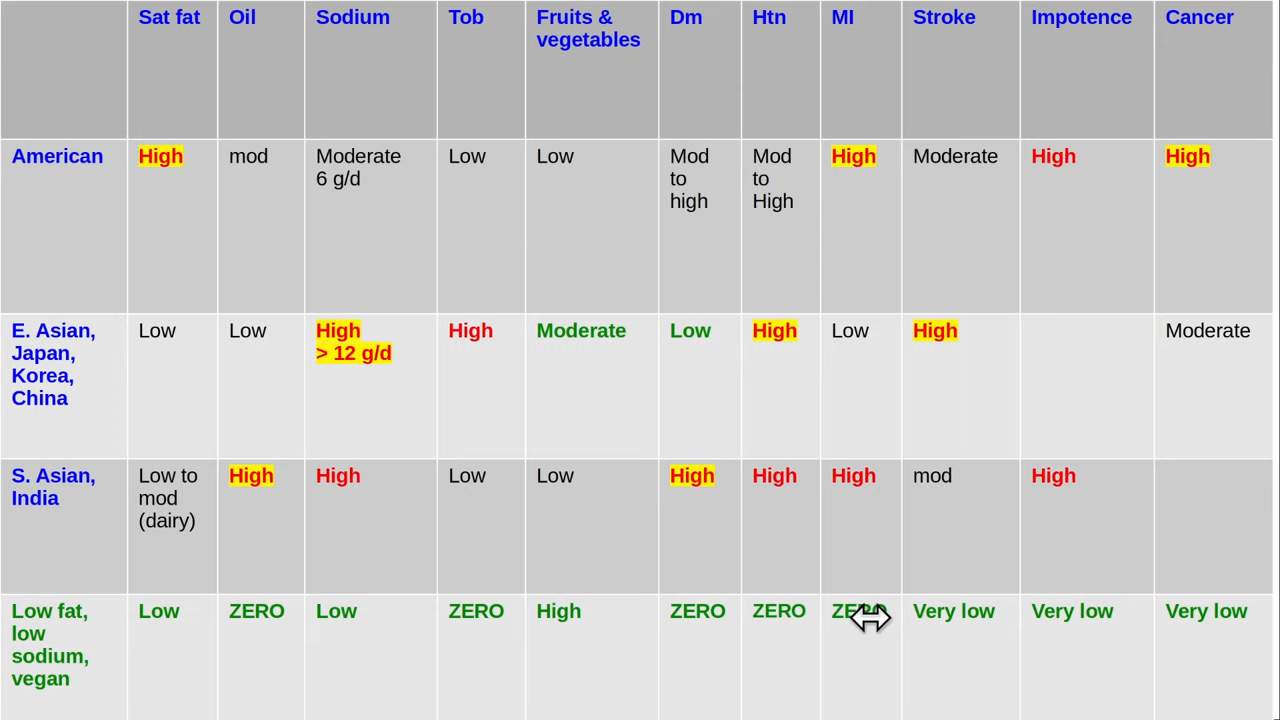 Sat fat Oil Sodium Tob Fruits & Dm Htn MI Stroke Impotence Cancer
vegetables
American High mod Moderate Low Low Mod Mod High Moderate High High
6 g/d to to
high High
E. Asian, Low Low High High Moderate Low High Low High Moderate
Japan, > 12 g/d
Korea,
China
S. Asian, Low to High High Low Low High High High mod High
India mod
(dairy)
Low fat, Low ZERO Low ZERO High ZERO ZERO ZERO Very low Very low Very low
low
sodium,
vegan